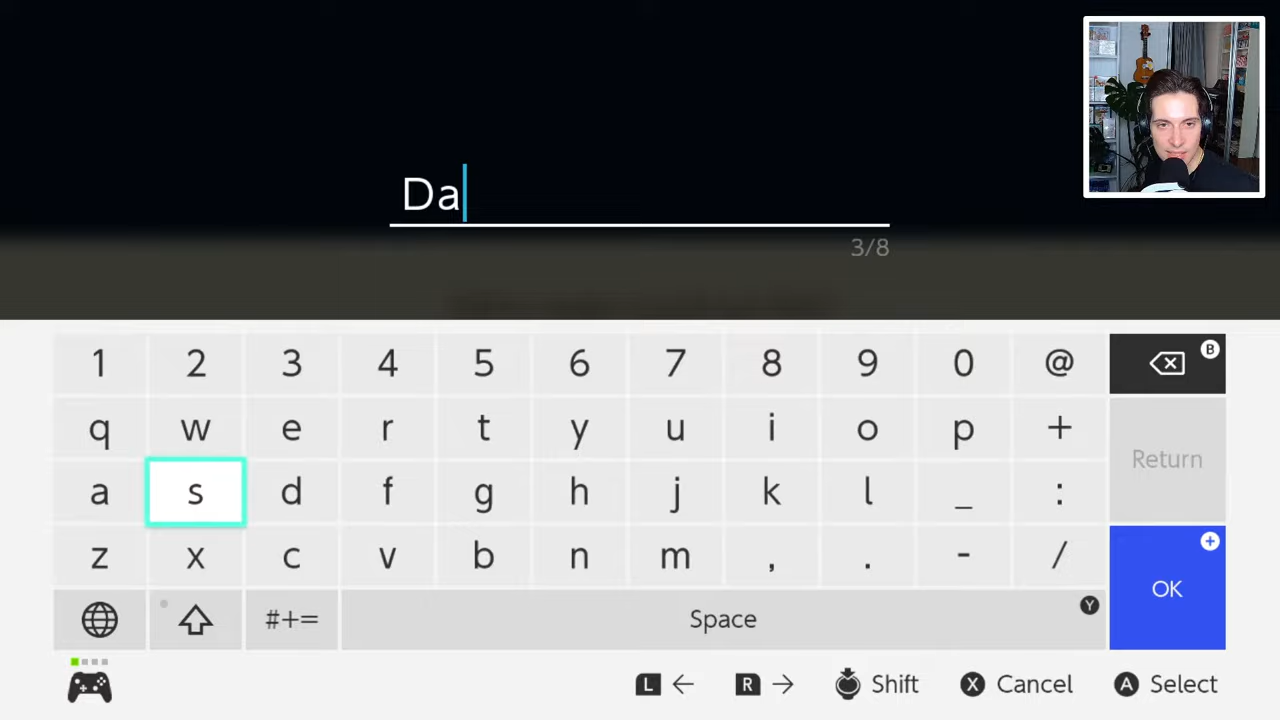 Da
3/8
1 2 3 4 5 6 7 8 9 0 @ B
q w e r t y u i o p + Return
a s d f g h j k l _ :
z x c v b n m , . - / + OK
#+= Space Y
L ← R → Shift X Cancel A Select